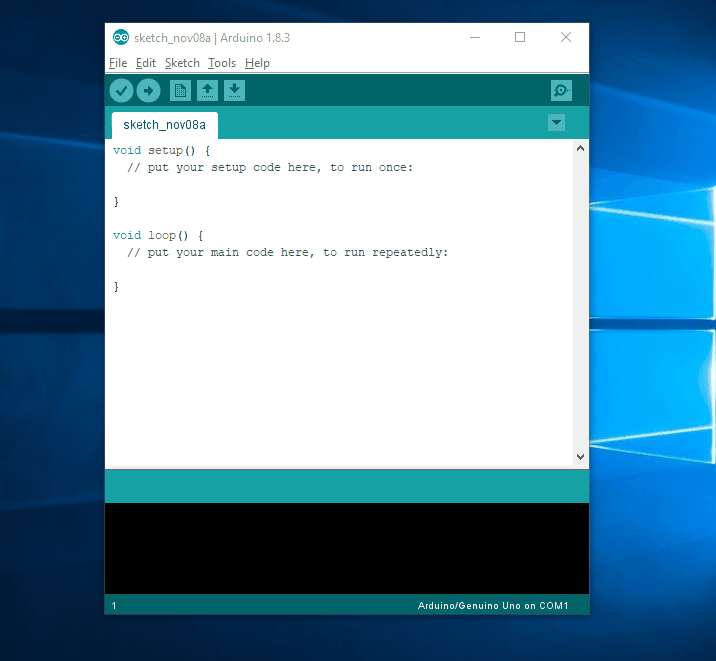 sketch_nov08a | Arduino 1.8.3
File Edit Sketch Tools Help
sketch_nov08a
void setup() {
  // put your setup code here, to run once:
}
void loop() {
  // put your main code here, to run repeatedly:
}
1 Arduino/Genuino Uno on COM1